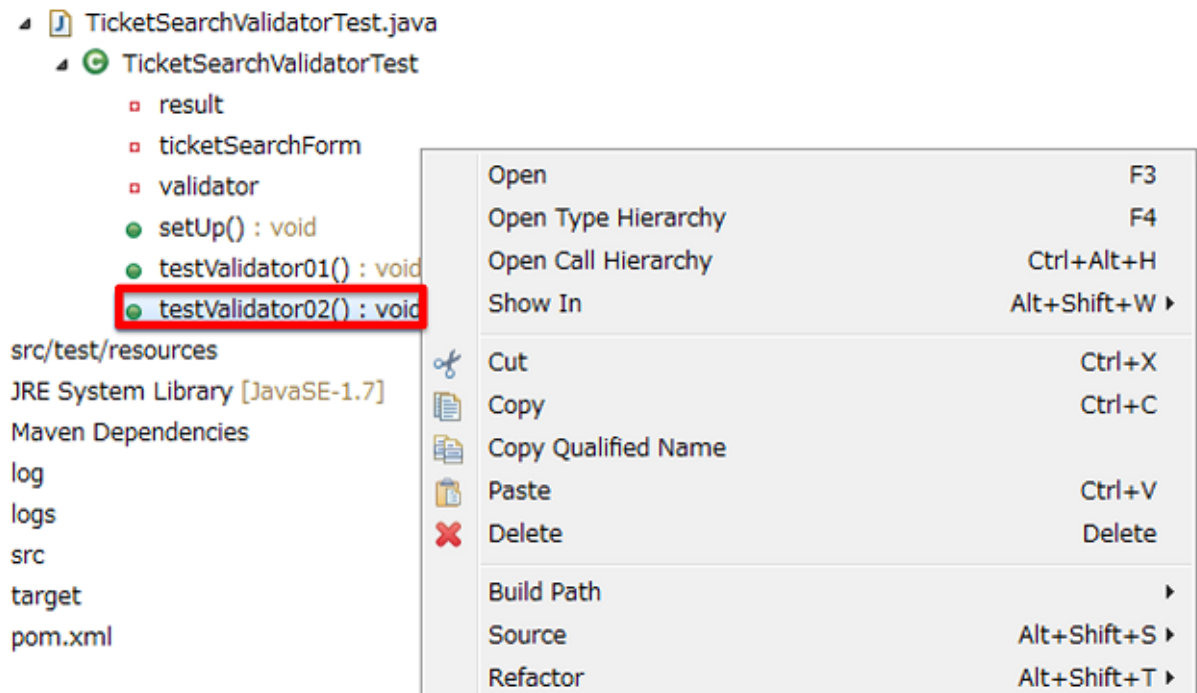 TicketSearchValidatorTest.java
TicketSearchValidatorTest
result
ticketSearchForm
validator
setUp() : void
testValidator01() : void
testValidator02() : void
src/test/resources
JRE System Library [JavaSE-1.7]
Maven Dependencies
log
logs
src
target
pom.xml
Open F3
Open Type Hierarchy F4
Open Call Hierarchy Ctrl+Alt+H
Show In Alt+Shift+W
Cut Ctrl+X
Copy Ctrl+C
Copy Qualified Name
Paste Ctrl+V
Delete Delete
Build Path
Source Alt+Shift+S
Refactor Alt+Shift+T